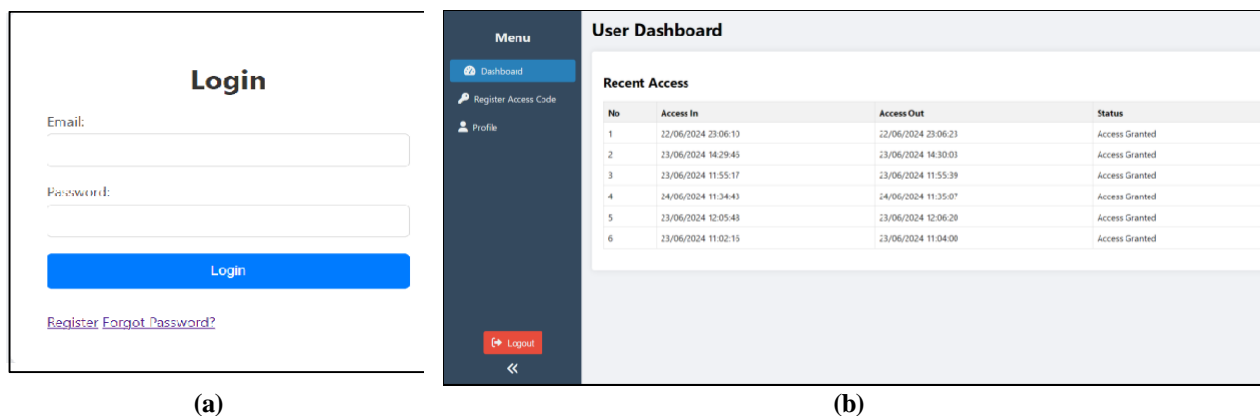 Login
Email:
Password:
Login
Register Forgot Password?
(a)
Menu
Dashboard
Register Access Code
Profile
Logout
User Dashboard
Recent Access
No Access In Access Out Status
1 22/06/2024 23:06:10 22/06/2024 23:06:23 Access Granted
2 23/06/2024 14:29:45 23/06/2024 14:30:03 Access Granted
3 23/06/2024 11:55:17 23/06/2024 11:55:39 Access Granted
4 24/06/2024 11:34:43 24/06/2024 11:35:07 Access Granted
5 23/06/2024 12:05:43 23/06/2024 12:06:20 Access Granted
6 23/06/2024 11:02:15 23/06/2024 11:04:00 Access Granted
(b)